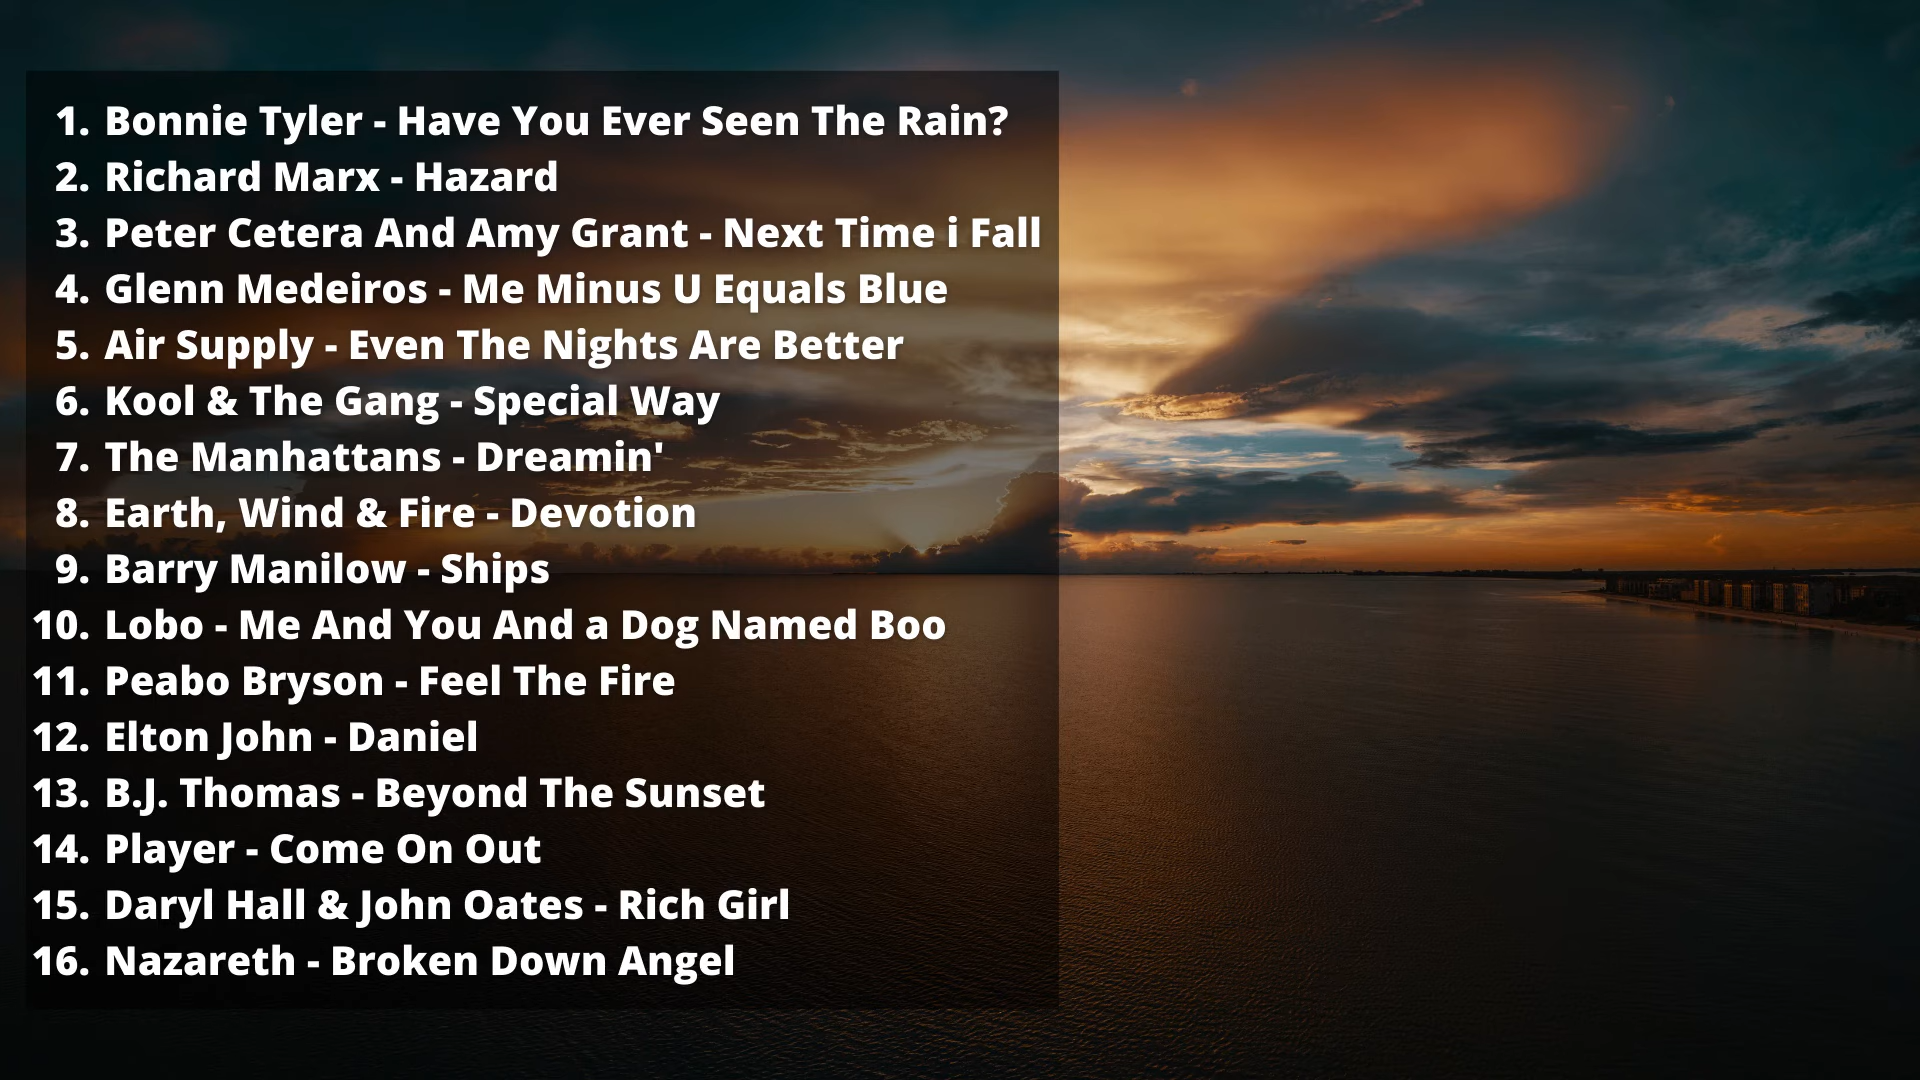 1. Bonnie Tyler - Have You Ever Seen The Rain?
2. Richard Marx - Hazard
3. Peter Cetera And Amy Grant - Next Time i Fall
4. Glenn Medeiros - Me Minus U Equals Blue
5. Air Supply - Even The Nights Are Better
6. Kool & The Gang - Special Way
7. The Manhattans - Dreamin'
8. Earth, Wind & Fire - Devotion
9. Barry Manilow - Ships
10. Lobo - Me And You And a Dog Named Boo
11. Peabo Bryson - Feel The Fire
12. Elton John - Daniel
13. B.J. Thomas - Beyond The Sunset
14. Player - Come On Out
15. Daryl Hall & John Oates - Rich Girl
16. Nazareth - Broken Down Angel